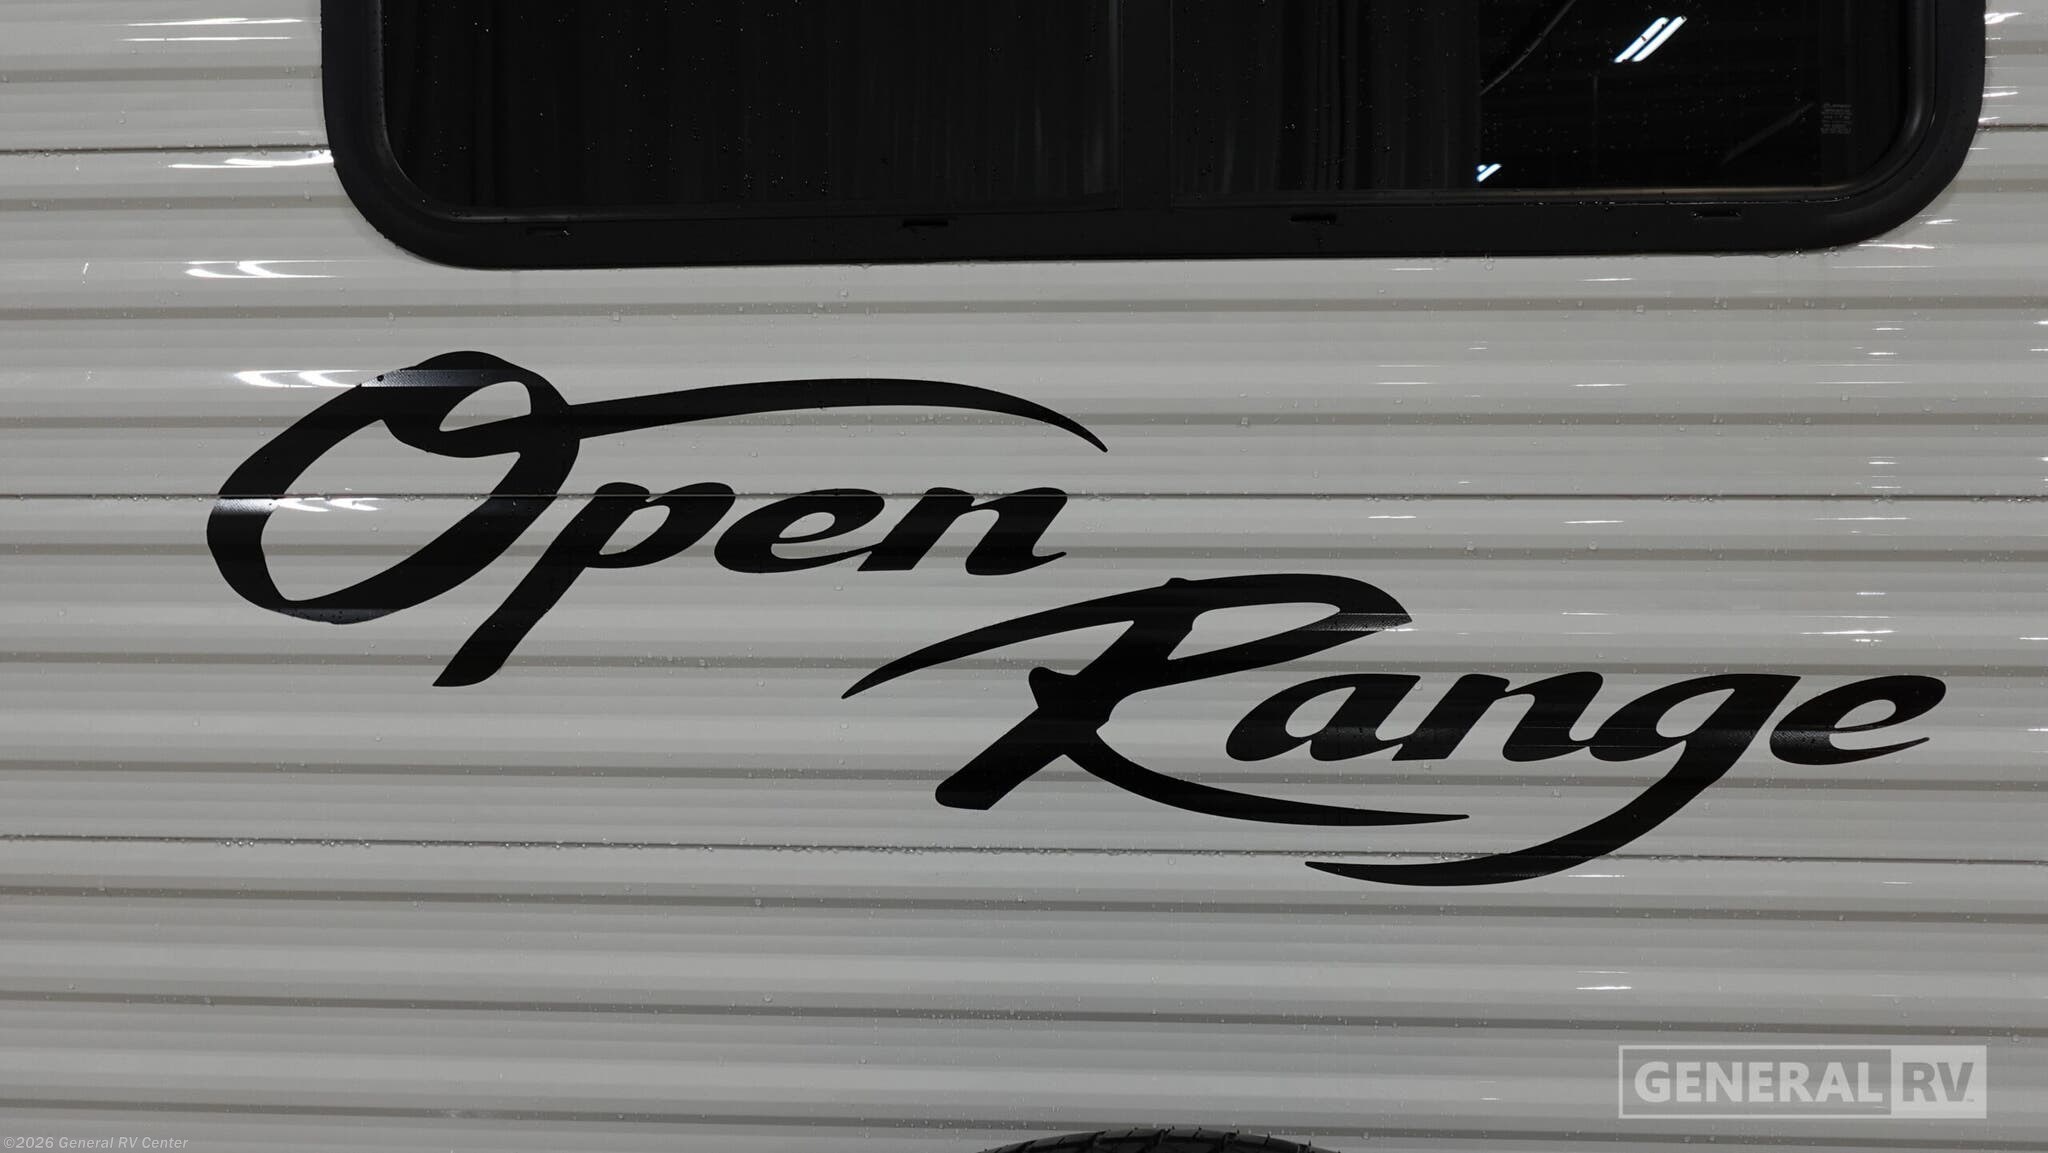 Open
Range
GENERAL RV
©2026 General RV Center